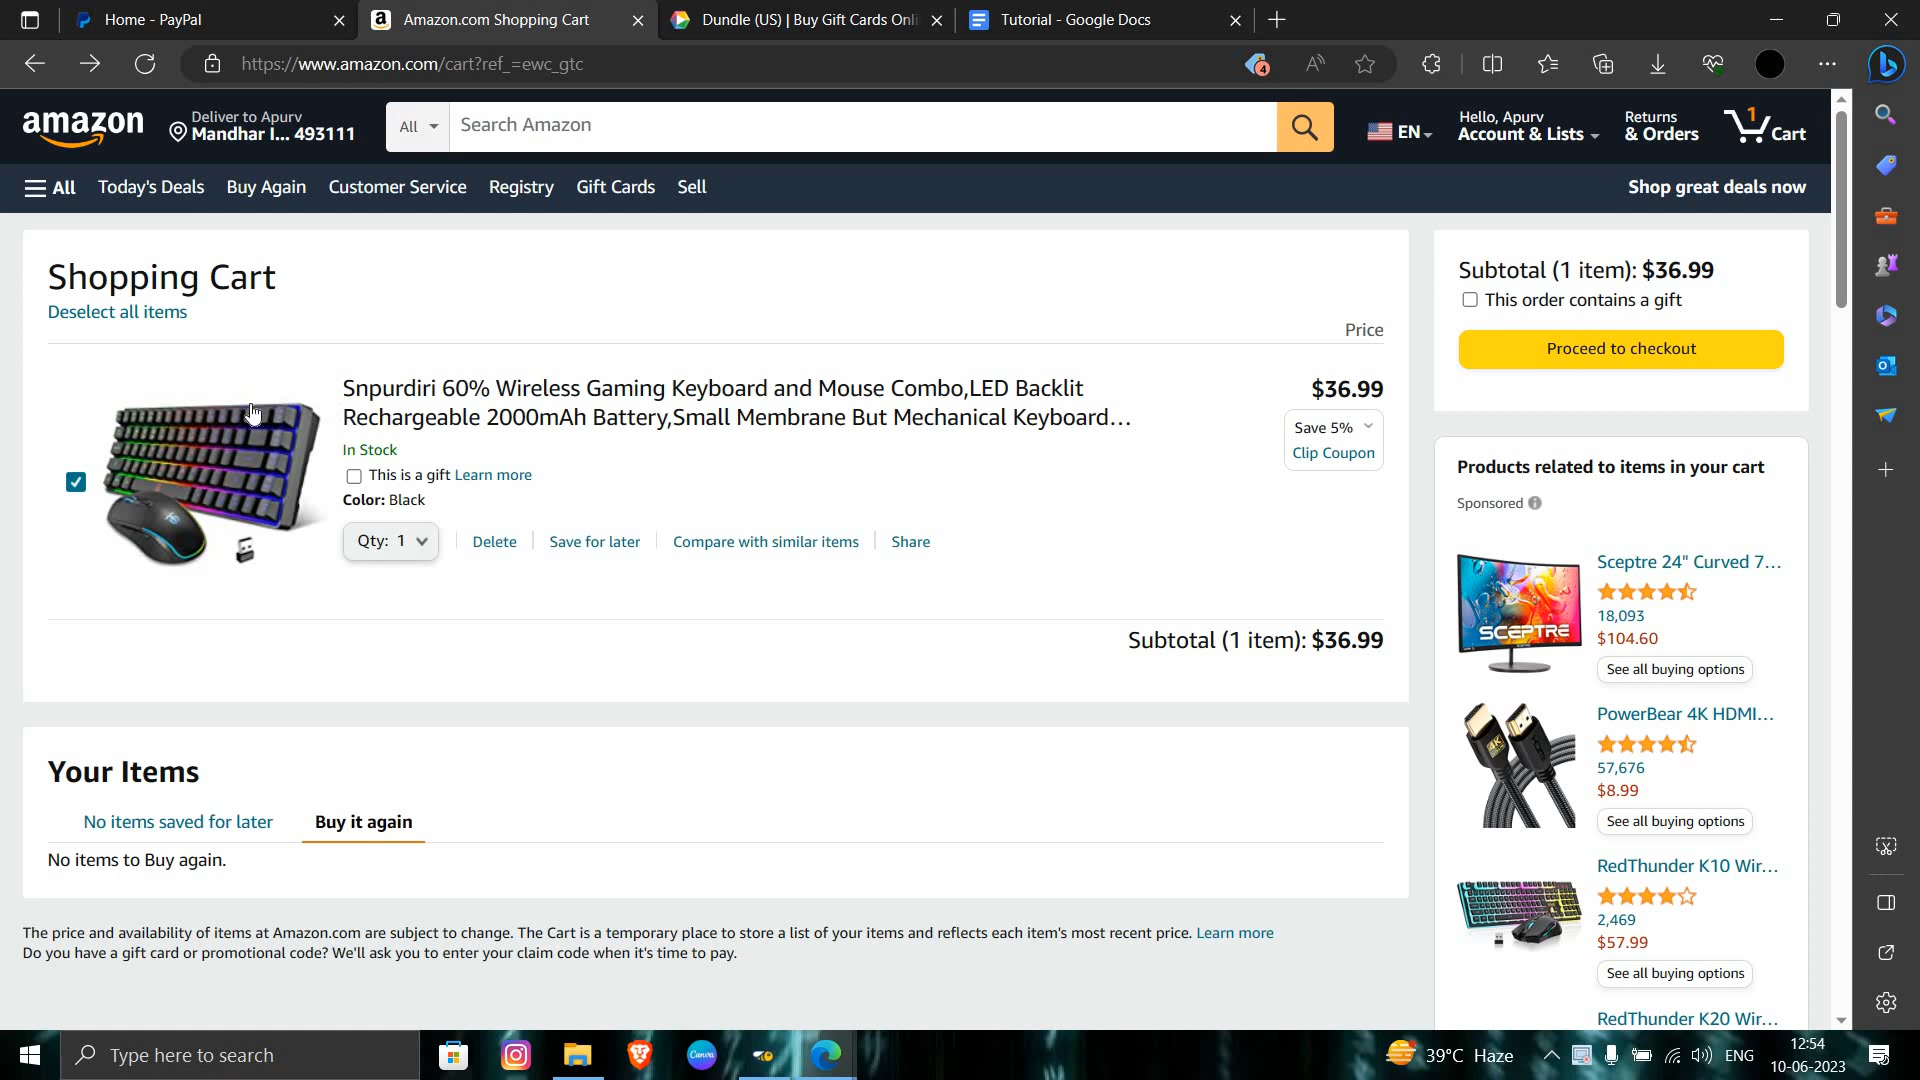 Home - PayPal
Amazon.com Shopping Cart
Dundle (US) | Buy Gift Cards Onli
Tutorial - Google Docs
https://www.amazon.com/cart?ref_=ewc_gtc
4
amazon
Deliver to Apurv
Mandhar I... 493111
All
Search Amazon
EN
Hello, Apurv
Account & Lists
Returns
& Orders
1
Cart
All
Today's Deals
Buy Again
Customer Service
Registry
Gift Cards
Sell
Shop great deals now
Shopping Cart
Deselect all items
Price
Snpurdiri 60% Wireless Gaming Keyboard and Mouse Combo,LED Backlit
Rechargeable 2000mAh Battery,Small Membrane But Mechanical Keyboard...
$36.99
Save 5%
Clip Coupon
In Stock
This is a gift Learn more
Color: Black
Qty: 1
Delete
Save for later
Compare with similar items
Share
Subtotal (1 item): $36.99
Your Items
No items saved for later
Buy it again
No items to Buy again.
The price and availability of items at Amazon.com are subject to change. The Cart is a temporary place to store a list of your items and reflects each item's most recent price. Learn more
Do you have a gift card or promotional code? We'll ask you to enter your claim code when it's time to pay.
Subtotal (1 item): $36.99
This order contains a gift
Proceed to checkout
Products related to items in your cart
Sponsored
SCEPTRE
Sceptre 24" Curved 7...
18,093
$104.60
See all buying options
4K
PowerBear 4K HDMI...
57,676
$8.99
See all buying options
RedThunder K10 Wir...
2,469
$57.99
See all buying options
RedThunder K20 Wir...
Type here to search
Canva
39°C Haze
ENG
12:54
10-06-2023